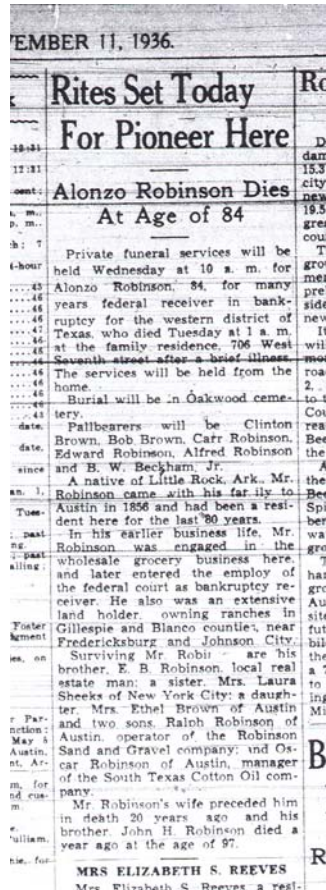 EMBER 11, 1936.
Rites Set Today
For Pioneer Here
Alonzo Robinson Dies
At Age of 84
Private funeral services will be
held Wednesday at 10 a. m. for
Alonzo Robinson, 84, for many
years federal receiver in bank-
ruptcy for the western district of
Texas, who died Tuesday at 1 a. m.
at the family residence, 706 West
Seventh street after a brief illness.
The services will be held from the
home.
Burial will be in Oakwood ceme-
tery.
Pallbearers will be Clinton
Brown, Bob Brown, Carr Robinson,
Edward Robinson, Alfred Robinson
and B. W. Beckham, Jr.
A native of Little Rock, Ark., Mr.
Robinson came with his family to
Austin in 1856 and had been a resi-
dent here for the last 80 years.
In his earlier business life, Mr.
Robinson was engaged in the
wholesale grocery business here,
and later entered the employ of
the federal court as bankruptcy re-
ceiver. He also was an extensive
land holder, owning ranches in
Gillespie and Blanco counties, near
Fredericksburg and Johnson City.
Surviving Mr Robin are his
brother, E. B. Robinson, local real
estate man; a sister, Mrs. Laura
Sheeks of New York City; a daugh-
ter, Mrs. Ethel Brown of Austin
and two sons, Ralph Robinson of
Austin, operator of the Robinson
Sand and Gravel company; and Os-
car Robinson of Austin, manager
of the South Texas Cotton Oil com-
pany.
Mr. Robinson's wife preceded him
in death 20 years ago and his
brother, John H. Robinson died a
year ago at the age of 97.
MRS ELIZABETH S. REEVES
Mrs. Elizabeth S. Reeves a resi-